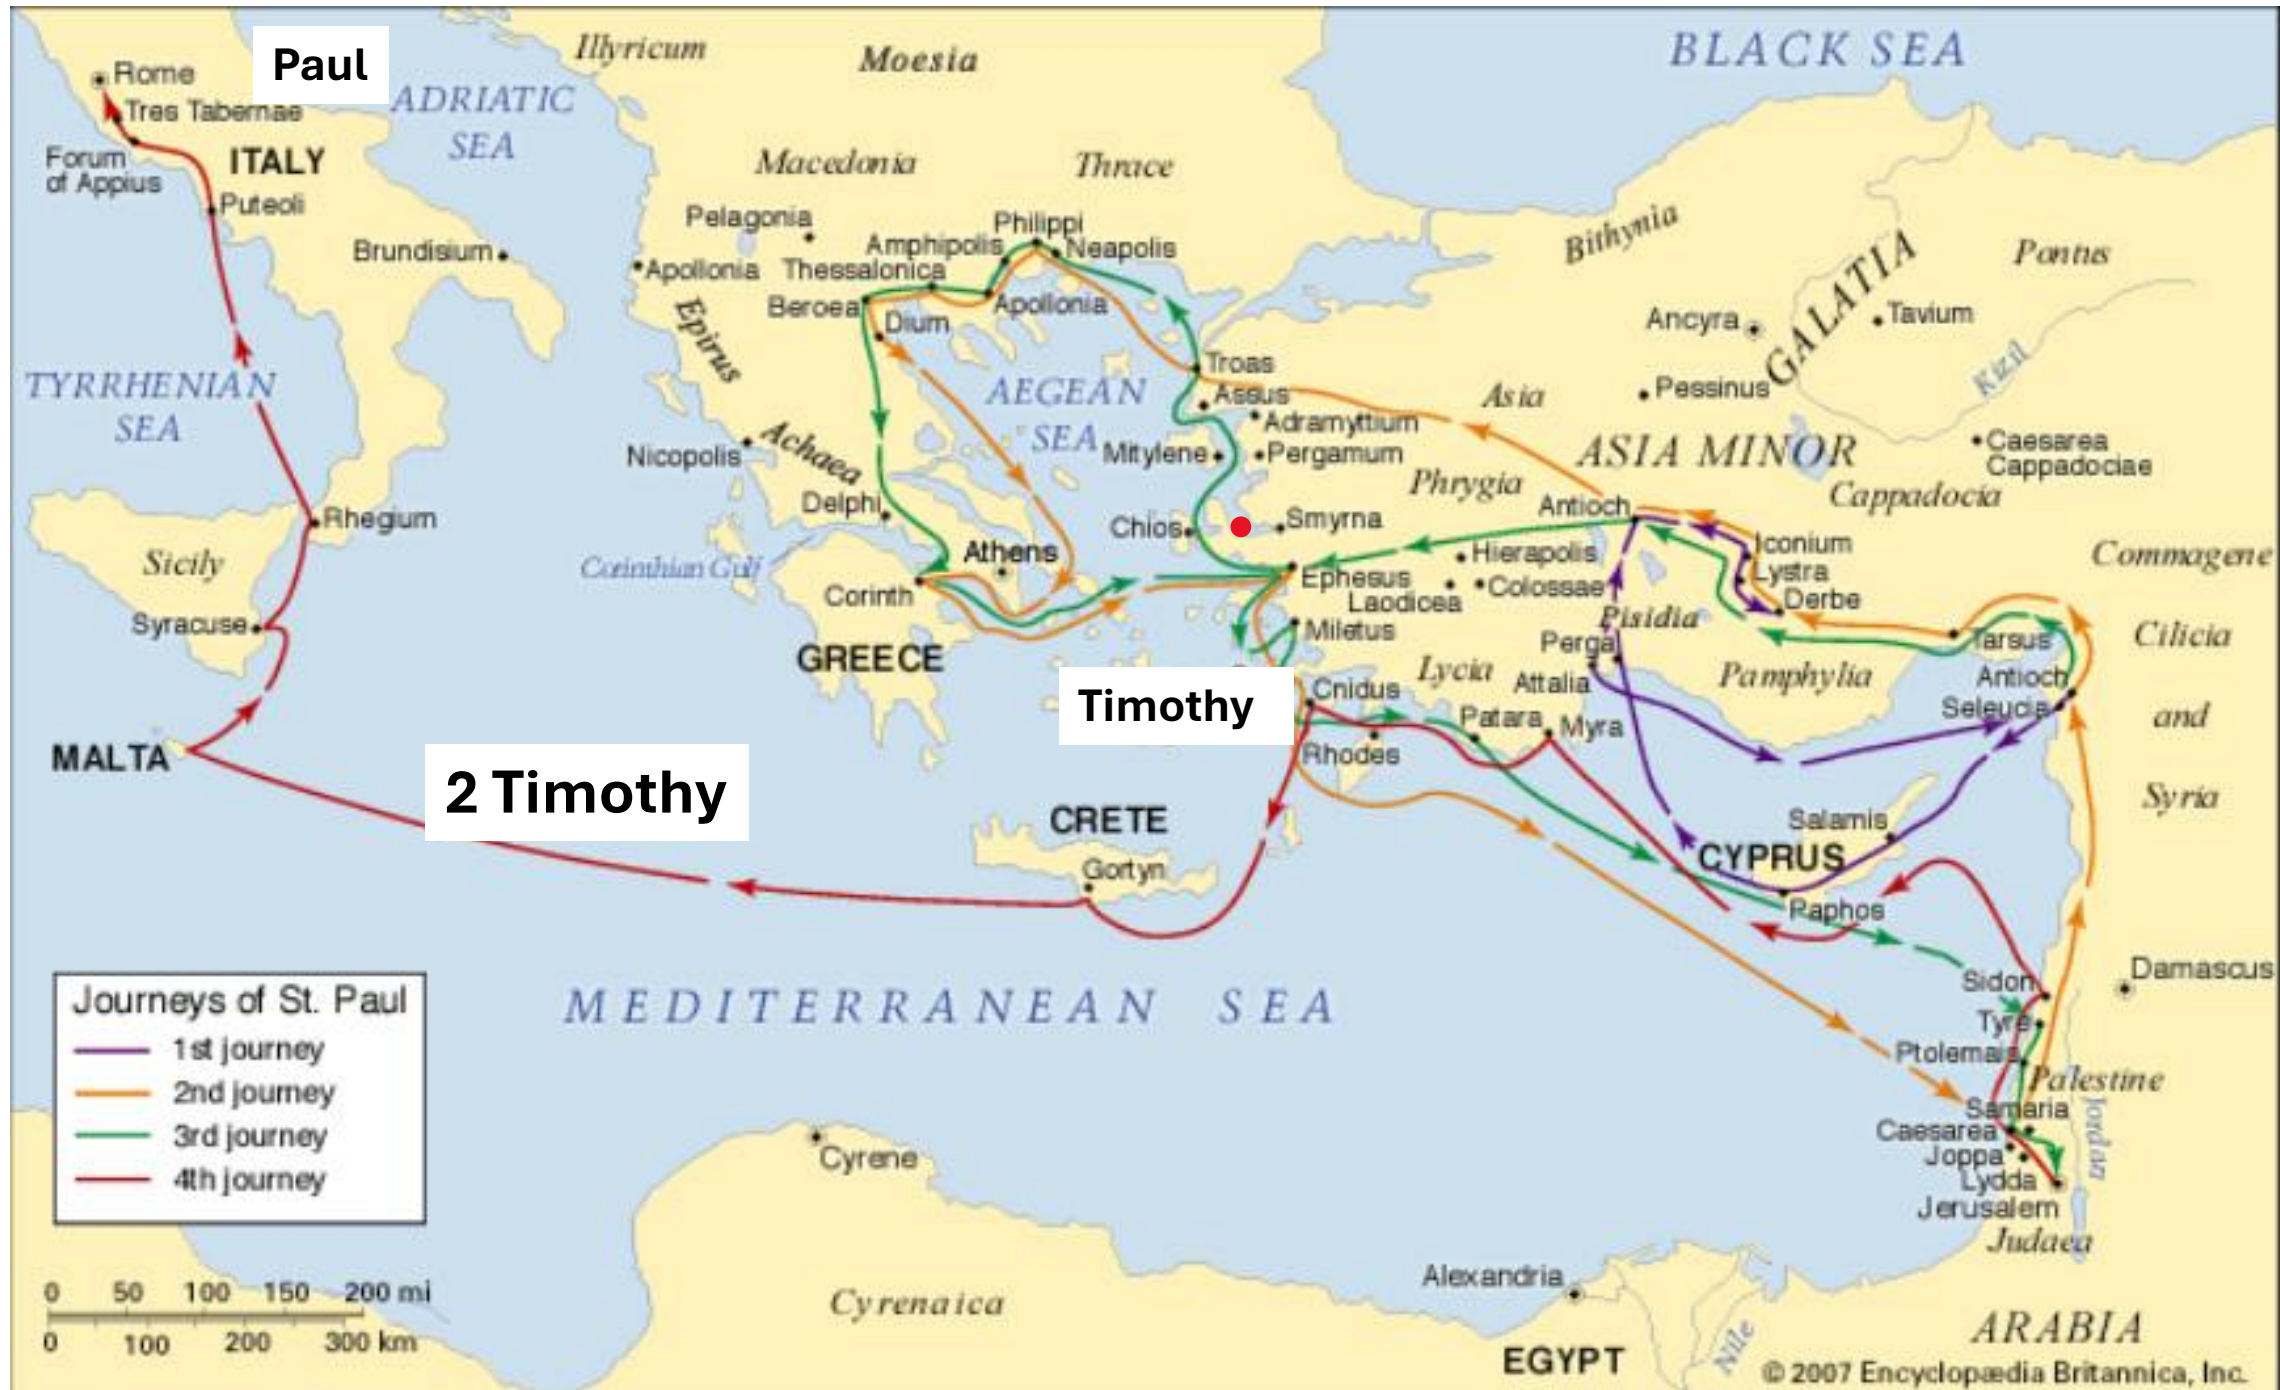 Paul
Rome
Tres Tabernae
Forum
of Appius
ITALY
Puteoli
Brundisium
ADRIATIC
SEA
Illyricum
Moesia
BLACK SEA
Macedonia
Thrace
Pelagonia
Philippi
Amphipolis
Neapolis
Apollonia
Thessalonica
Beroea
Apollonia
Dium
Epirus
Bithynia
GALATIA
Pontus
Ancyra
Tavium
Kizil
Pessinus
TYRRHENIAN
SEA
AEGEAN
SEA
Troas
Assus
Adramyttium
Mitylene
Pergamum
Asia
ASIA MINOR
Caesarea
Cappadociae
Cappadocia
Phrygia
Nicopolis
Achaea
Delphi
Rhegium
Sicily
Syracuse
Corinthian Gulf
Athens
Corinth
GREECE
Chios
Smyrna
Antioch
Iconium
Lystra
Derbe
Hierapolis
Ephesus
Laodicea
Colossae
Commagene
Miletus
Pisidia
Perga
Tarsus
Cilicia
Timothy
Cnidus
Lycia
Attalia
Pamphylia
Antioch
Seleucia
and
Patara
Myra
Rhodes
Syria
MALTA
2 Timothy
CRETE
Gortyn
Salamis
CYPRUS
Paphos
Sidon
Damascus
Tyre
Ptolemais
Palestine
Samaria
Caesarea
Joppa
Lydda
Jordan
Jerusalem
Judaea
MEDITERRANEAN SEA
Journeys of St. Paul
1st journey
2nd journey
3rd journey
4th journey
Cyrene
Cyrenaica
Alexandria
EGYPT
Nile
ARABIA
0 50 100 150 200 mi
0 100 200 300 km
© 2007 Encyclopædia Britannica, Inc.